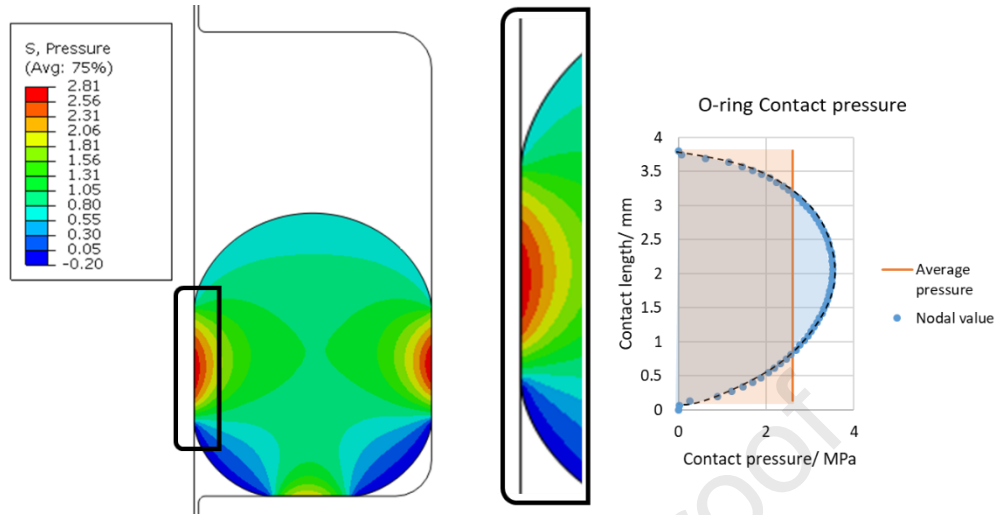 S, Pressure
(Avg: 75%)
2.81
2.56
2.31
2.06
1.81
1.56
1.31
1.05
0.80
0.55
0.30
0.05
-0.20
O-ring Contact pressure
Contact length/ mm
4
3.5
3
2.5
2
1.5
1
0.5
0
0 2 4
Contact pressure/ MPa
Average
pressure
Nodal value
roof